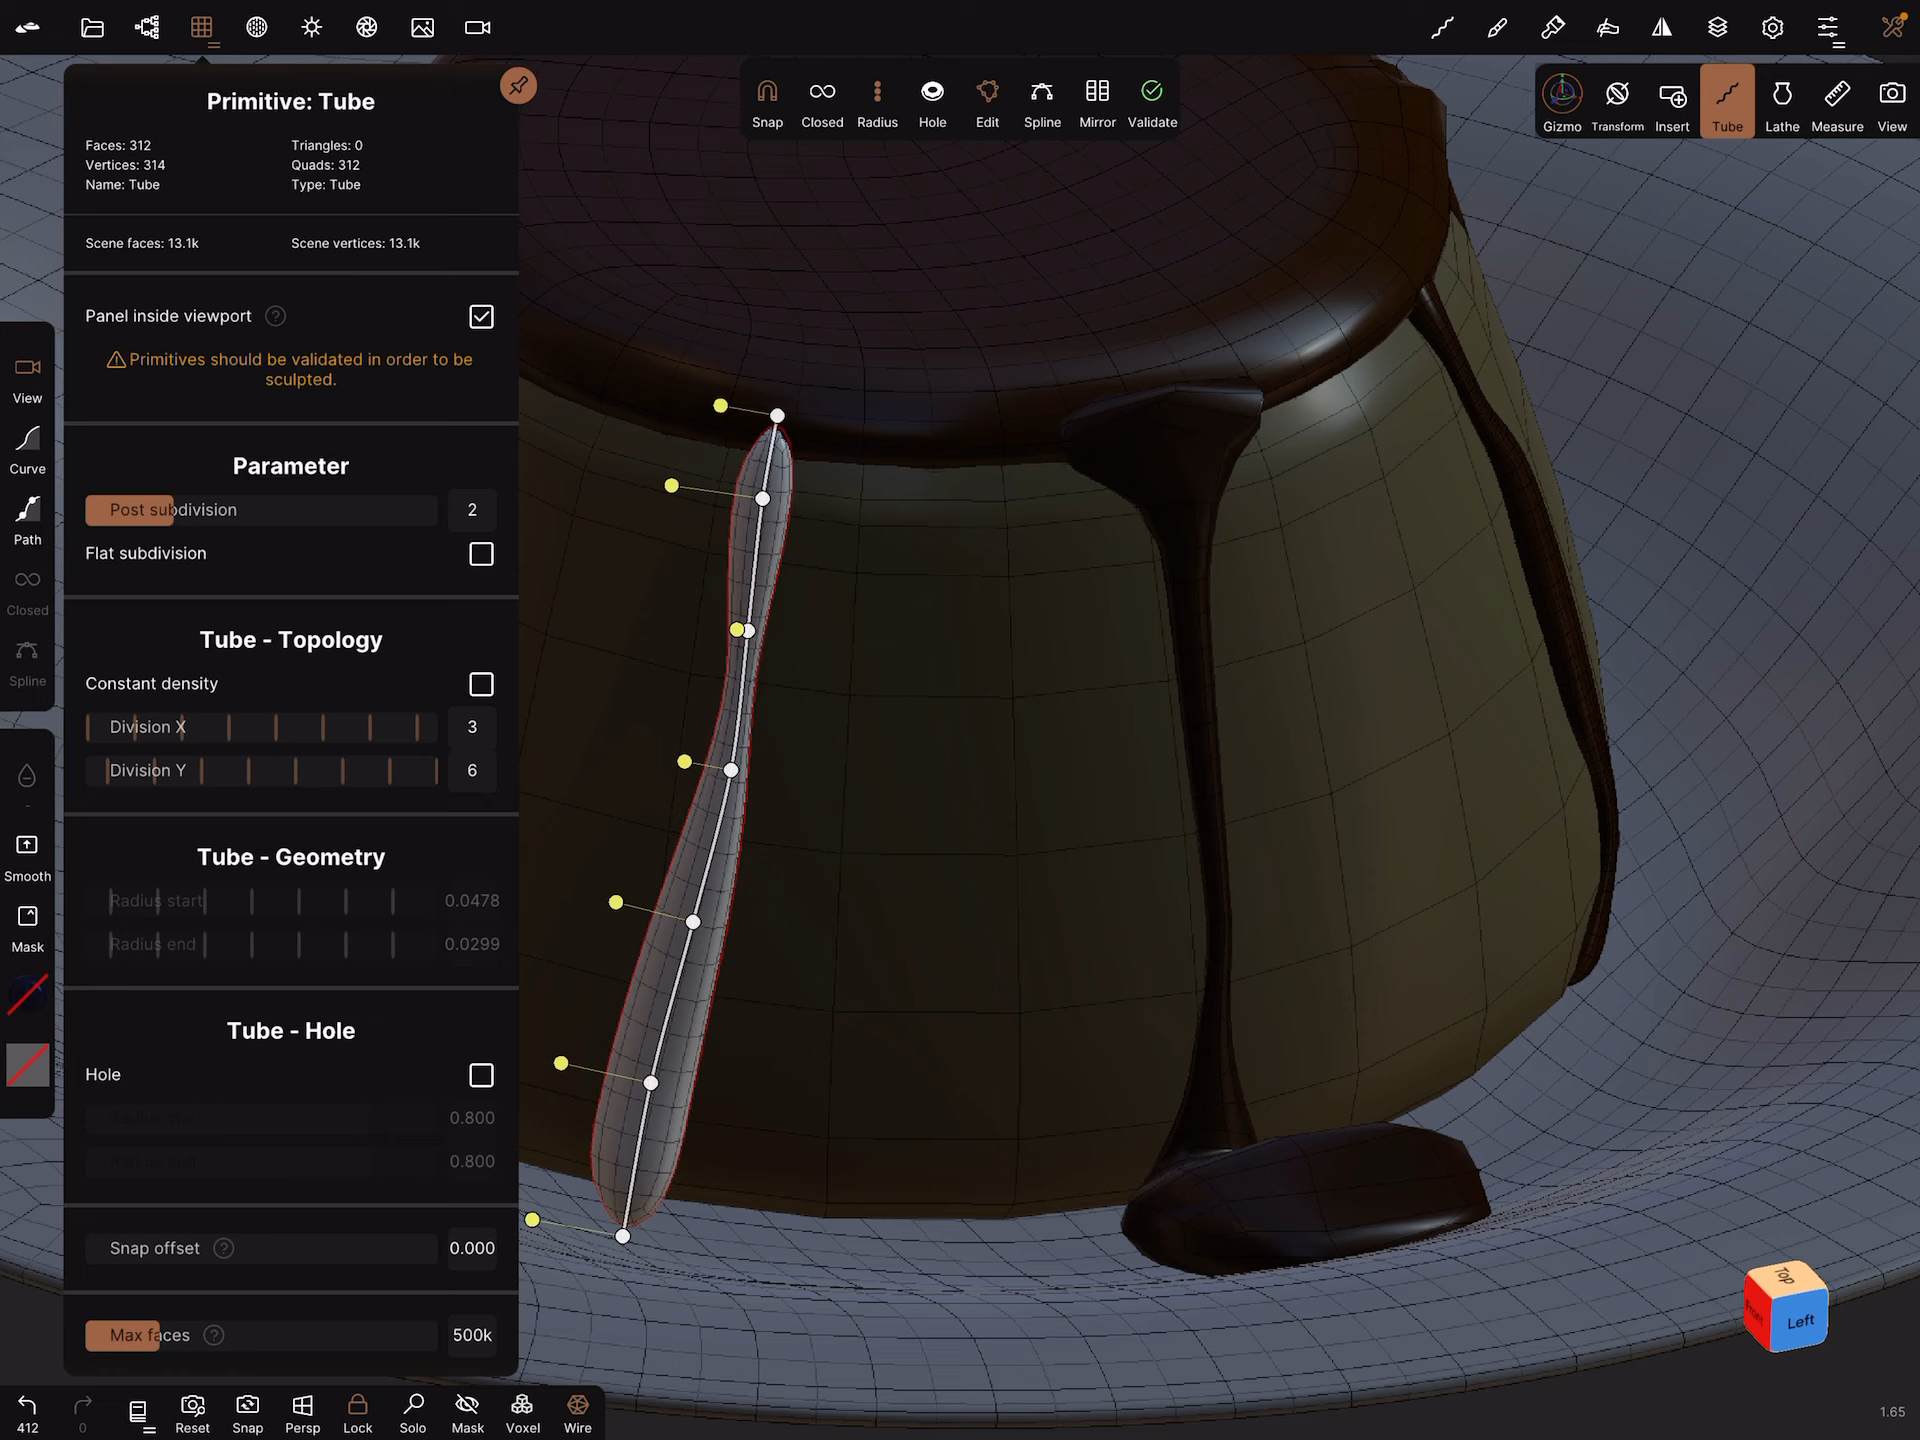 Primitive: Tube
Faces: 312
Triangles: 0
Vertices: 314
Quads: 312
Name: Tube
Type: Tube
Scene faces: 13.1k
Scene vertices: 13.1k
Panel inside viewport ?
Primitives should be validated in order to be
sculpted.
Parameter
Post subdivision 2
Flat subdivision
Tube - Topology
Constant density
Division X 3
Division Y 6
Tube - Geometry
Radius start 0.0478
Radius end 0.0299
Tube - Hole
Hole
0.800
0.800
Snap offset ? 0.000
Max faces ? 500k
Snap
Closed
Radius
Hole
Edit
Spline
Mirror
Validate
Gizmo
Transform
Insert
Tube
Lathe
Measure
View
View
Curve
Path
Closed
Spline
Smooth
Mask
Top
Left
1.65
412
0
Reset
Snap
Persp
Lock
Solo
Mask
Voxel
Wire